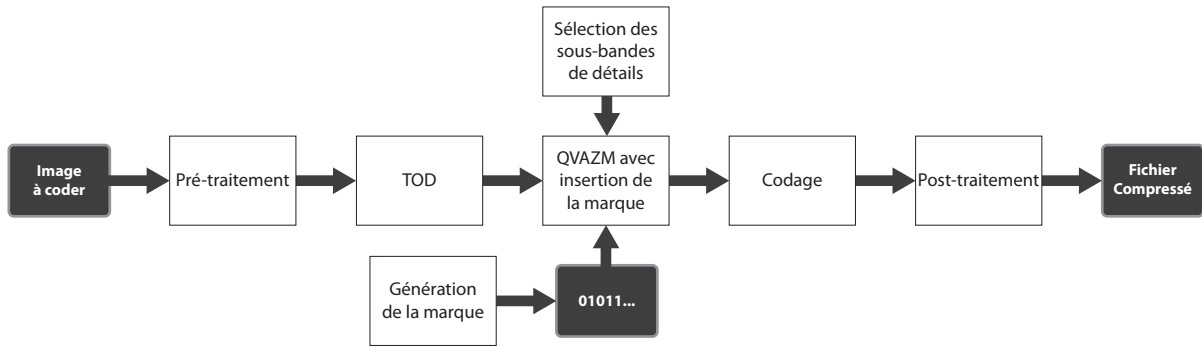 Sélection des
sous-bandes
de détails
Image
à coder
Pré-traitement
TOD
QVAZM avec
insertion de
la marque
Codage
Post-traitement
Fichier
Compressé
Génération
de la marque
01011...